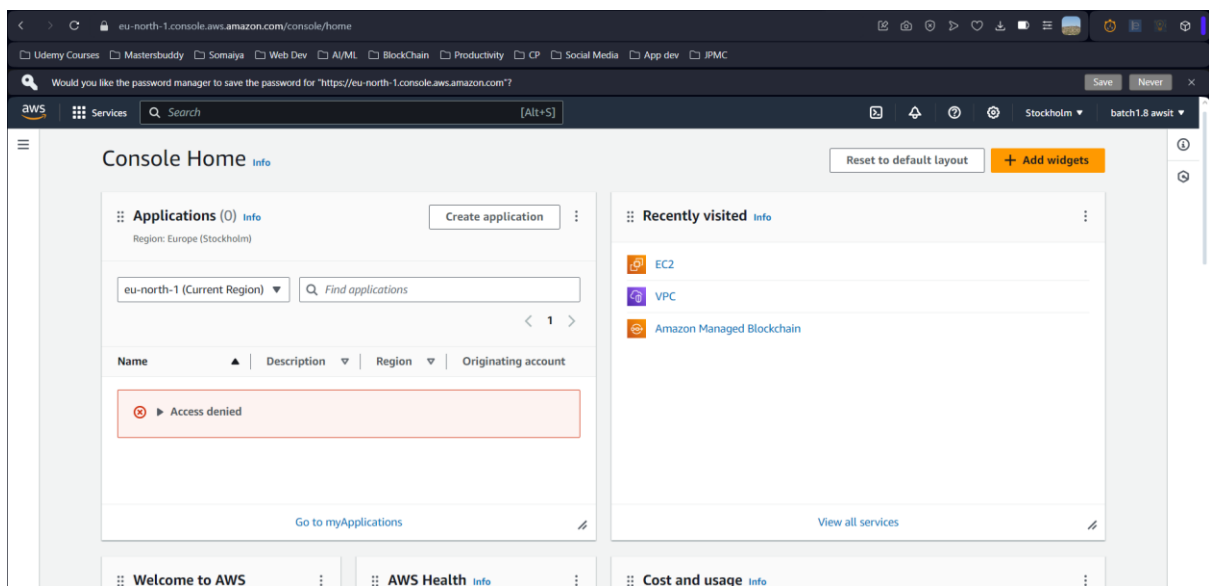 eu-north-1.console.aws.amazon.com/console/home
Udemy Courses Mastersbuddy Somaiya Web Dev AI/ML BlockChain Productivity CP Social Media App dev JPMC
Would you like the password manager to save the password for "https://eu-north-1.console.aws.amazon.com"? Save Never
aws Services Search [Alt+S] Stockholm batch1.8 awsit
Console Home Info Reset to default layout + Add widgets
Applications (0) Info Create application
Region: Europe (Stockholm)
eu-north-1 (Current Region) Find applications
1
Name Description Region Originating account
Access denied
Go to myApplications
Recently visited Info
EC2
VPC
Amazon Managed Blockchain
View all services
Welcome to AWS
AWS Health Info
Cost and usage Info